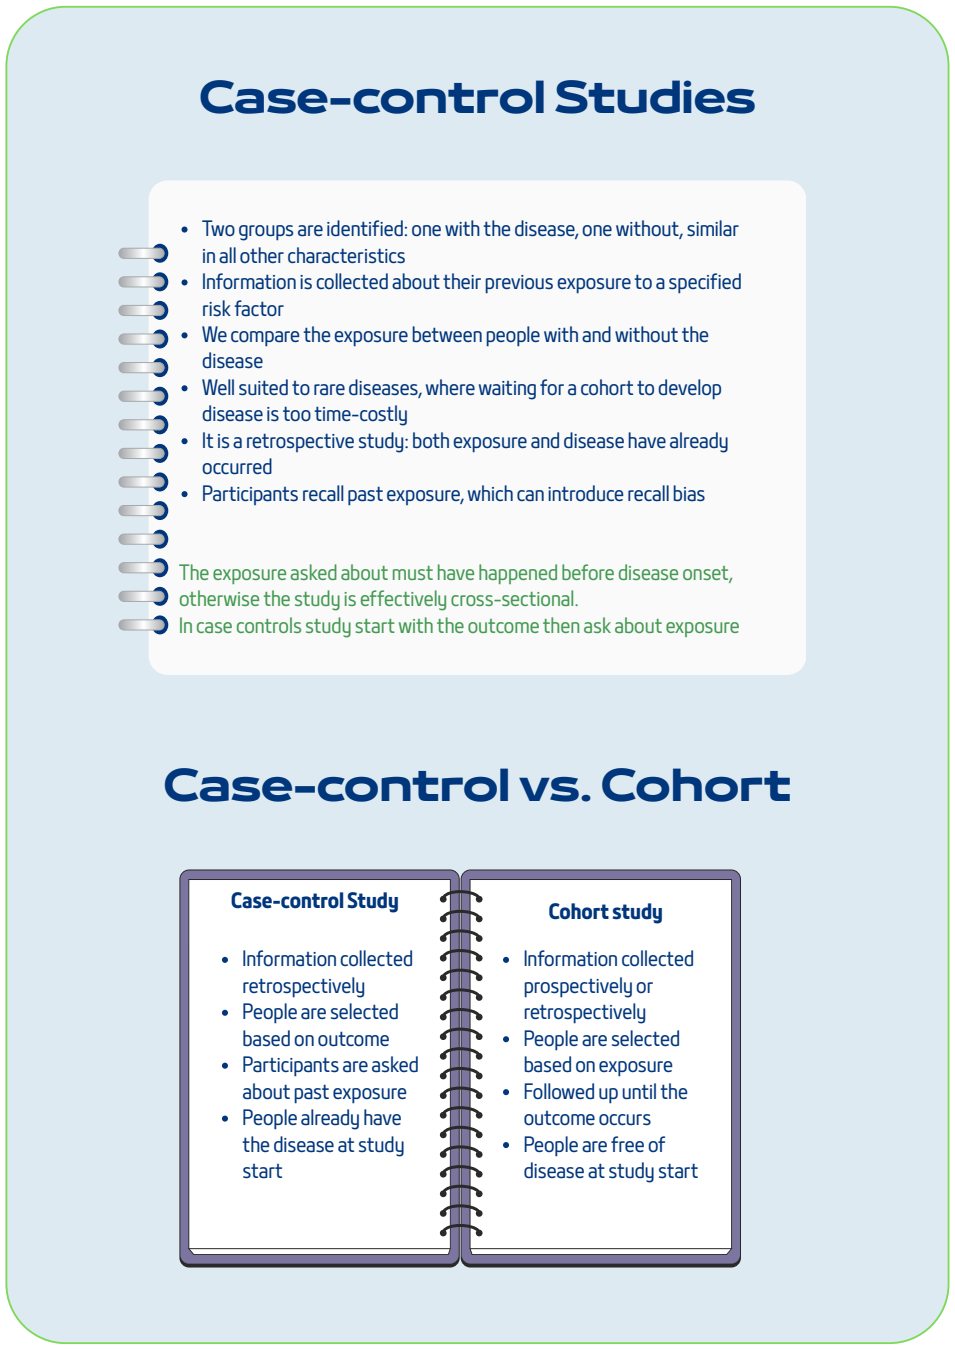 Case-control Studies
• Two groups are identified: one with the disease, one without, similar
in all other characteristics
• Information is collected about their previous exposure to a specified
risk factor
• We compare the exposure between people with and without the
disease
• Well suited to rare diseases, where waiting for a cohort to develop
disease is too time-costly
• It is a retrospective study: both exposure and disease have already
occurred
• Participants recall past exposure, which can introduce recall bias
The exposure asked about must have happened before disease onset,
otherwise the study is effectively cross-sectional.
In case controls study start with the outcome then ask about exposure
Case-control vs. Cohort
Case-control Study
• Information collected
retrospectively
• People are selected
based on outcome
• Participants are asked
about past exposure
• People already have
the disease at study
start
Cohort study
• Information collected
prospectively or
retrospectively
• People are selected
based on exposure
• Followed up until the
outcome occurs
• People are free of
disease at study start